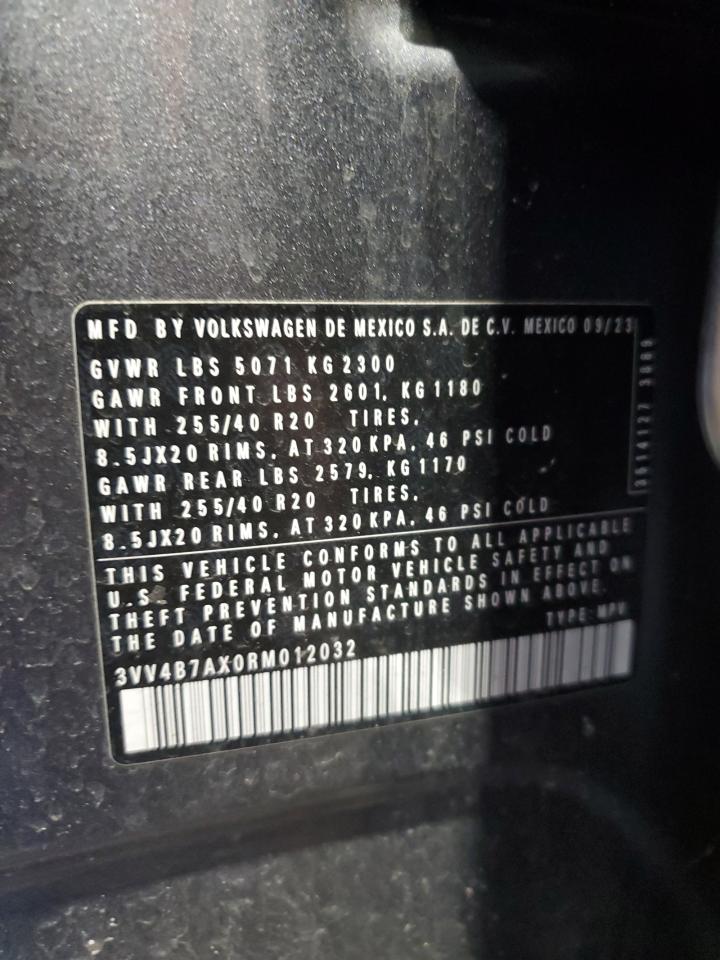 MFD BY VOLKSWAGEN DE MEXICO S.A. DE C.V. MEXICO 09/23
GVWR LBS 5071 KG 2300
GAWR FRONT LBS 2601, KG 1180
WITH 255/40 R20 TIRES,
8.5JX20 RIMS, AT 320 KPA, 46 PSI COLD
GAWR REAR LBS 2579, KG 1170
WITH 255/40 R20 TIRES,
8.5JX20 RIMS, AT 320 KPA, 46 PSI COLD
THIS VEHICLE CONFORMS TO ALL APPLICABLE
U.S. FEDERAL MOTOR VEHICLE SAFETY AND
THEFT PREVENTION STANDARDS IN EFFECT ON
THE DATE OF MANUFACTURE SHOWN ABOVE.
3VV4B7AX0RM012032 TYPE: MPV